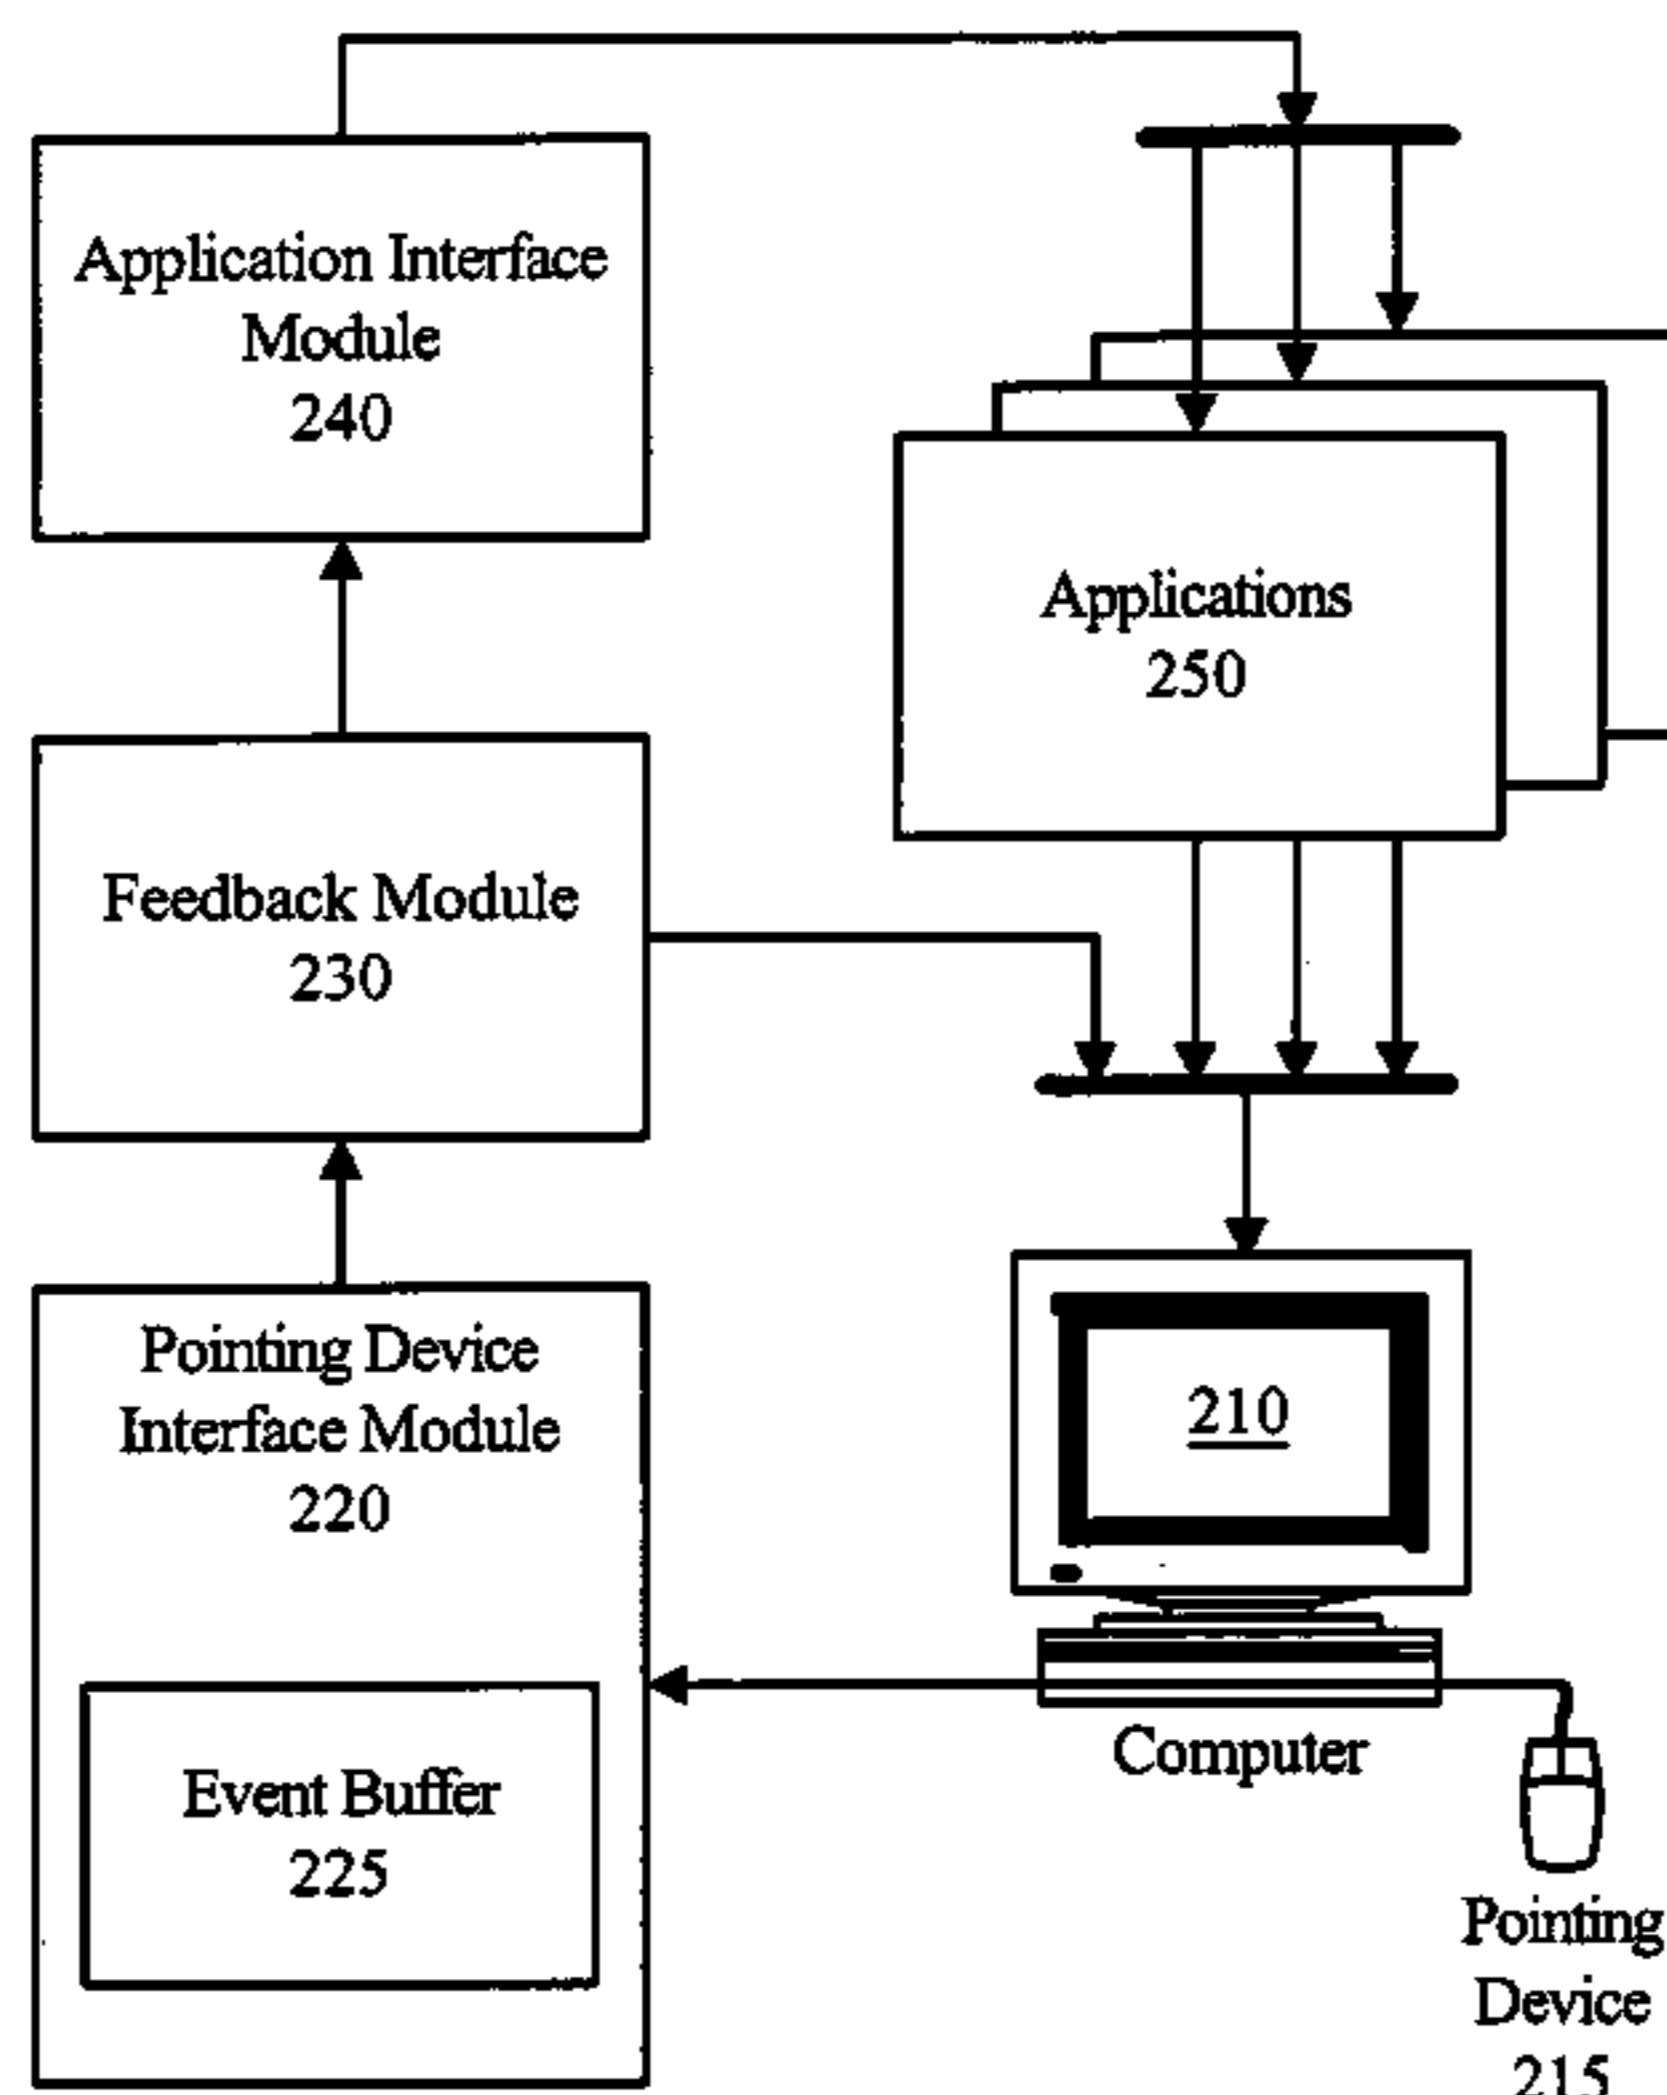 Application Interface
Module
240
Applications
250
Feedback Module
230
Pointing Device
Interface Module
220
210
Event Buffer
225
Computer
Pointing
Device
215